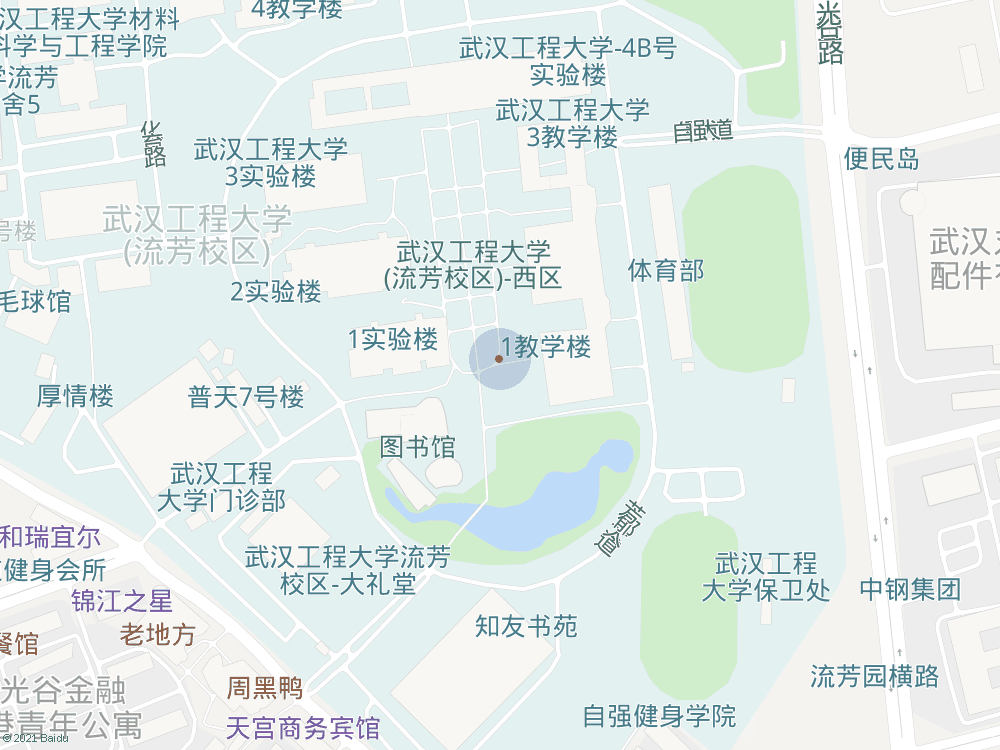 4教学楼
光谷路
汉工程大学材料
料学与工程学院
武汉工程大学-4B号
实验楼
学流芳
舍5
武汉工程大学
3教学楼
自强大道
化育路
武汉工程大学
3实验楼
便民岛
武汉工程大学
(流芳校区)
号楼
武汉工程大学
(流芳校区)-西区
体育部
配件
2实验楼
毛球馆
1实验楼
1教学楼
厚情楼
普天7号楼
图书馆
武汉工程
大学门诊部
和瑞宜尔
健身会所
武汉工程大学流芳
校区-大礼堂
武汉工程
大学保卫处
中钢集团
锦江之星
老地方
餐馆
知友书苑
光谷金融
港青年公寓
周黑鸭
流芳园横路
天宫商务宾馆
自强健身学院
© 2021 Baidu